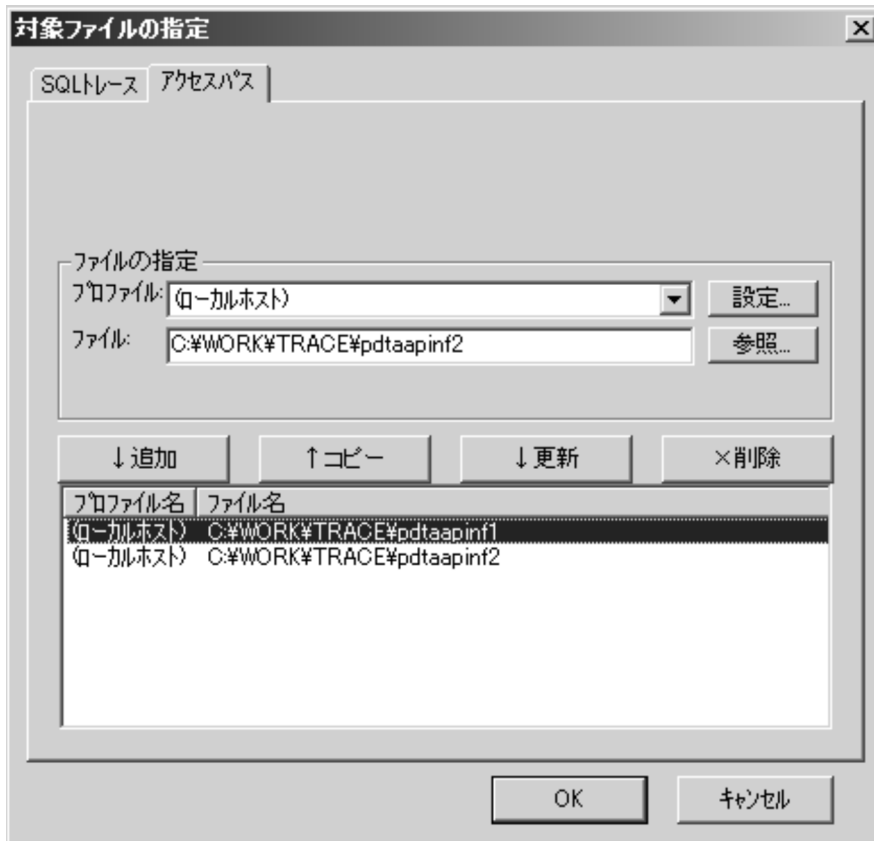 対象ファイルの指定
SQLトレース アクセスパス
ファイルの指定
プロファイル: (ローカルホスト) 設定...
ファイル: C:¥WORK¥TRACE¥pdtaapinf2 参照...
↓追加 ↑コピー ↓更新 ×削除
プロファイル名 ファイル名
(ローカルホスト) C:¥WORK¥TRACE¥pdtaapinf1
(ローカルホスト) C:¥WORK¥TRACE¥pdtaapinf2
OK キャンセル